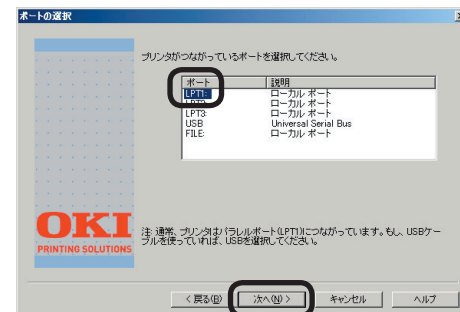 ポートの選択
プリンタがつながっているポートを選択してください。
ポート 説明
LPT1: ローカル ポート
LPT2: ローカル ポート
LPT3: ローカル ポート
USB Universal Serial Bus
FILE: ローカル ポート
OKI
PRINTING SOLUTIONS
注: 通常、プリンタはパラレルポート(LPT1)につながっています。もし、USBケー
ブルを使っていれば、USBを選択してください。
< 戻る(B) 次へ(N) > キャンセル ヘルプ